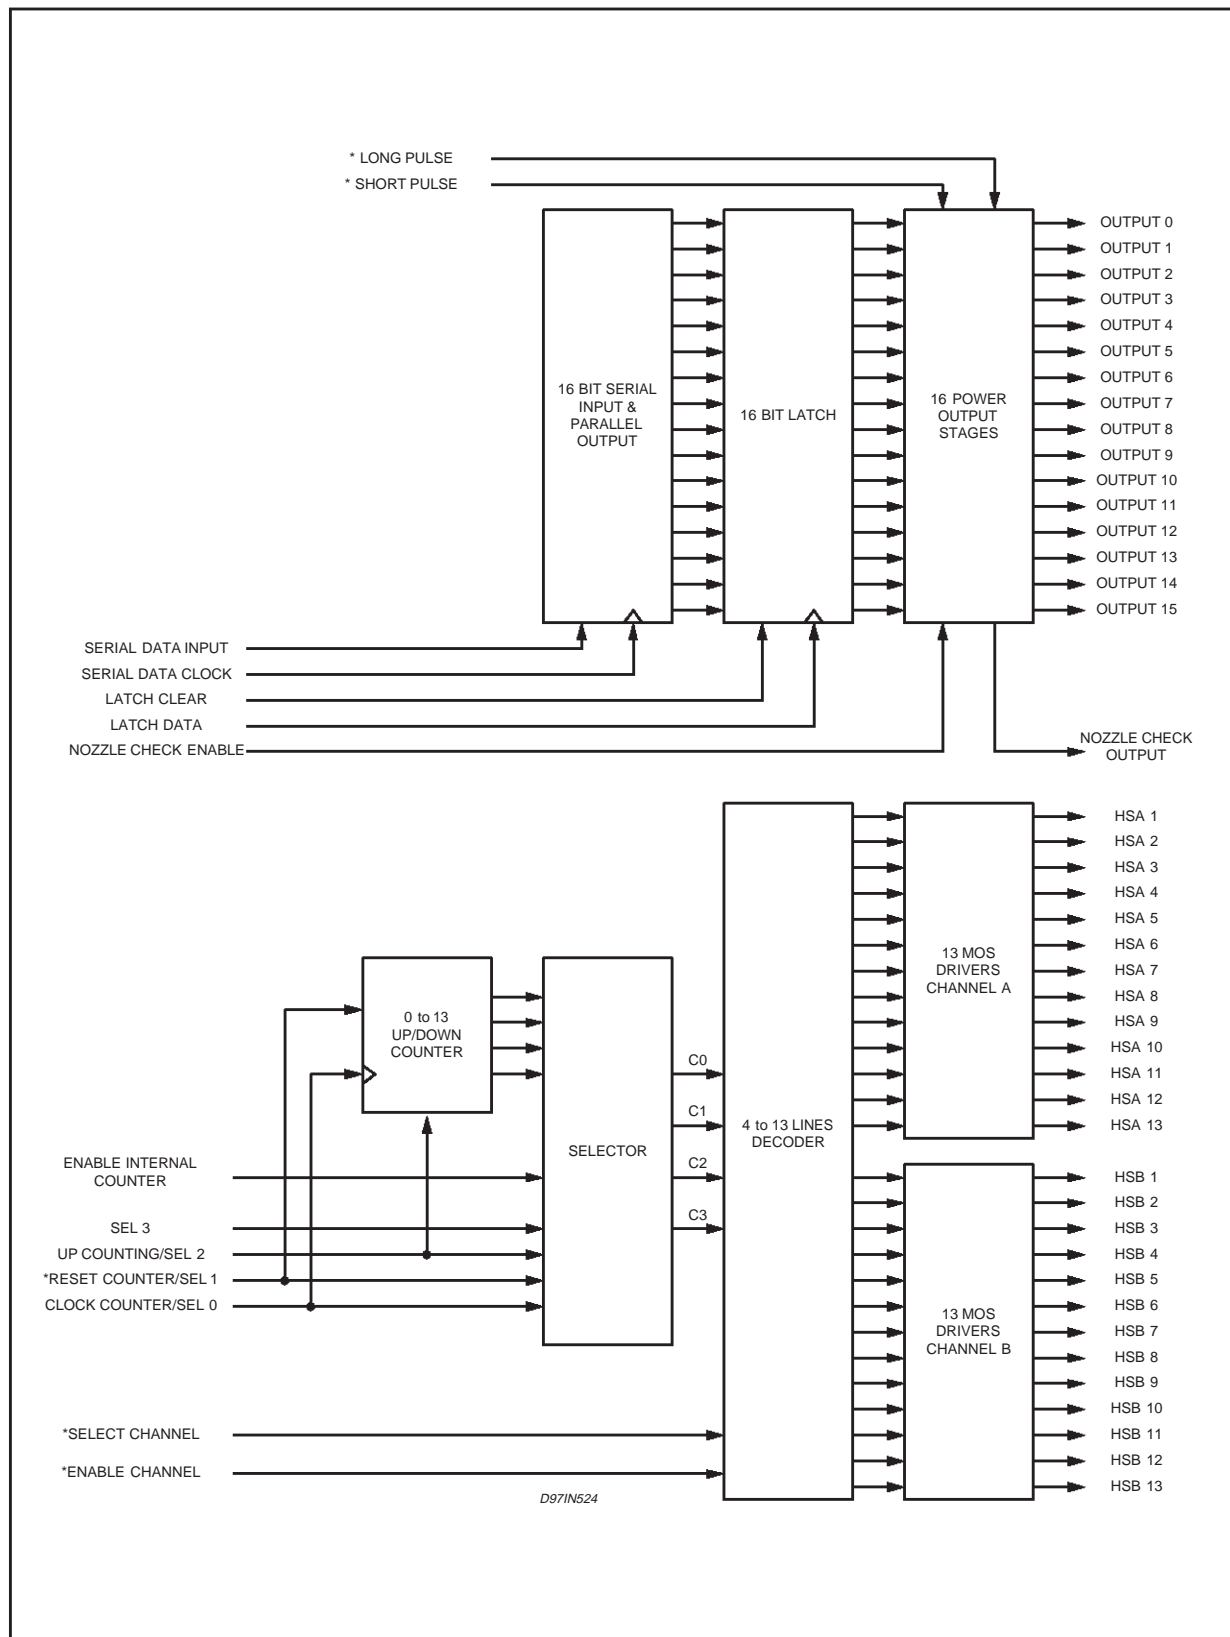 * LONG PULSE
* SHORT PULSE
16 BIT SERIAL
INPUT &
PARALLEL
OUTPUT
16 BIT LATCH
16 POWER
OUTPUT
STAGES
OUTPUT 0
OUTPUT 1
OUTPUT 2
OUTPUT 3
OUTPUT 4
OUTPUT 5
OUTPUT 6
OUTPUT 7
OUTPUT 8
OUTPUT 9
OUTPUT 10
OUTPUT 11
OUTPUT 12
OUTPUT 13
OUTPUT 14
OUTPUT 15
SERIAL DATA INPUT
SERIAL DATA CLOCK
LATCH CLEAR
LATCH DATA
NOZZLE CHECK ENABLE
NOZZLE CHECK
OUTPUT
0 to 13
UP/DOWN
COUNTER
SELECTOR
C0
C1
C2
C3
4 to 13 LINES
DECODER
13 MOS
DRIVERS
CHANNEL A
HSA 1
HSA 2
HSA 3
HSA 4
HSA 5
HSA 6
HSA 7
HSA 8
HSA 9
HSA 10
HSA 11
HSA 12
HSA 13
ENABLE INTERNAL
COUNTER
SEL 3
UP COUNTING/SEL 2
*RESET COUNTER/SEL 1
CLOCK COUNTER/SEL 0
13 MOS
DRIVERS
CHANNEL B
HSB 1
HSB 2
HSB 3
HSB 4
HSB 5
HSB 6
HSB 7
HSB 8
HSB 9
HSB 10
HSB 11
HSB 12
HSB 13
*SELECT CHANNEL
*ENABLE CHANNEL
D97IN524